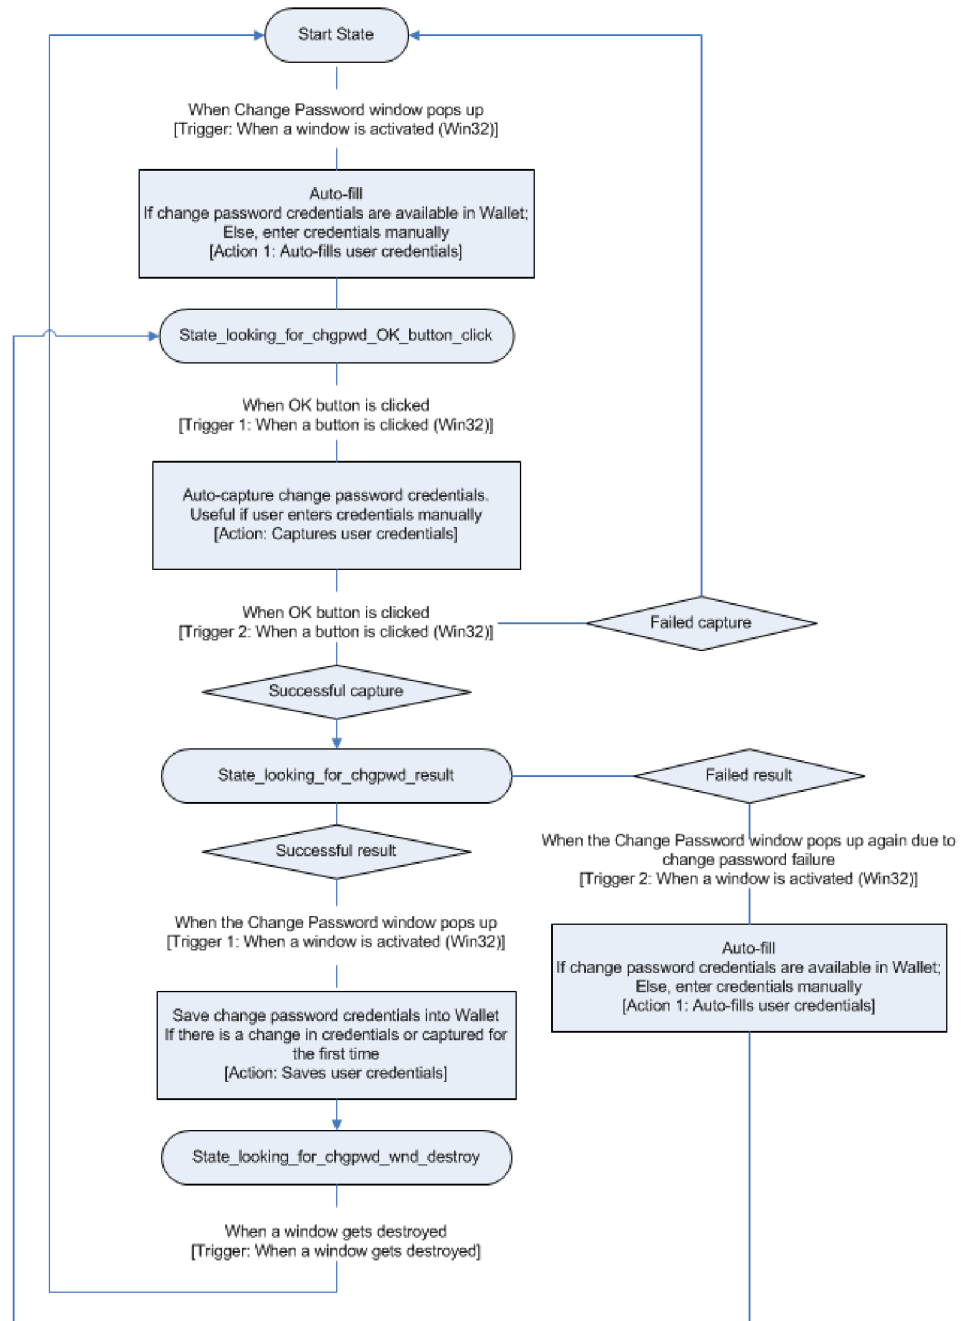 Start State
When Change Password window pops up
[Trigger: When a window is activated (Win32)]
Auto-fill
If change password credentials are available in Wallet;
Else, enter credentials manually
[Action 1: Auto-fills user credentials]
State_looking_for_chgpwd_OK_button_click
When OK button is clicked
[Trigger 1: When a button is clicked (Win32)]
Auto-capture change password credentials.
Useful if user enters credentials manually
[Action: Captures user credentials]
When OK button is clicked
[Trigger 2: When a button is clicked (Win32)]
Failed capture
Successful capture
State_looking_for_chgpwd_result
Failed result
Successful result
When the Change Password window pops up again due to
change password failure
[Trigger 2: When a window is activated (Win32)]
When the Change Password window pops up
[Trigger 1: When a window is activated (Win32)]
Auto-fill
If change password credentials are available in Wallet;
Else, enter credentials manually
[Action 1: Auto-fills user credentials]
Save change password credentials into Wallet
If there is a change in credentials or captured for
the first time
[Action: Saves user credentials]
State_looking_for_chgpwd_wnd_destroy
When a window gets destroyed
[Trigger: When a window gets destroyed]